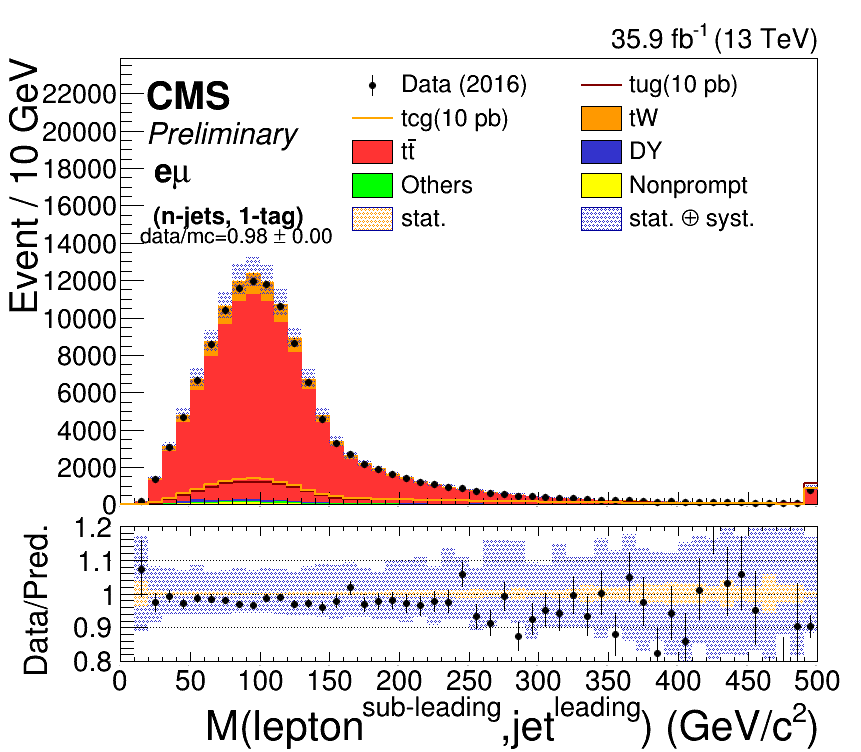 35.9 fb⁻¹ (13 TeV)
Event / 10 GeV
22000
20000
18000
16000
14000
12000
10000
8000
6000
4000
2000
0
CMS
Preliminary
eμ
(n-jets, 1-tag)
data/mc=0.98 ± 0.00
Data (2016)
tug(10 pb)
tcg(10 pb)
tW
tt̄
DY
Others
Nonprompt
stat.
stat. ⊕ syst.
Data/Pred.
1.2
1.1
1
0.9
0.8
0 50 100 150 200 250 300 350 400 450 500
M(lepton^sub-leading,jet^leading) (GeV/c²)